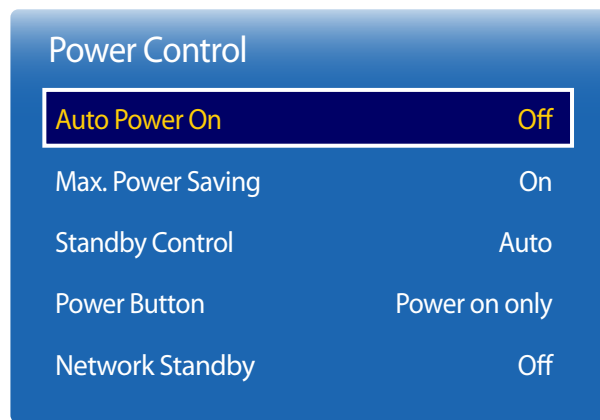 Power Control
Auto Power On Off
Max. Power Saving On
Standby Control Auto
Power Button Power on only
Network Standby Off